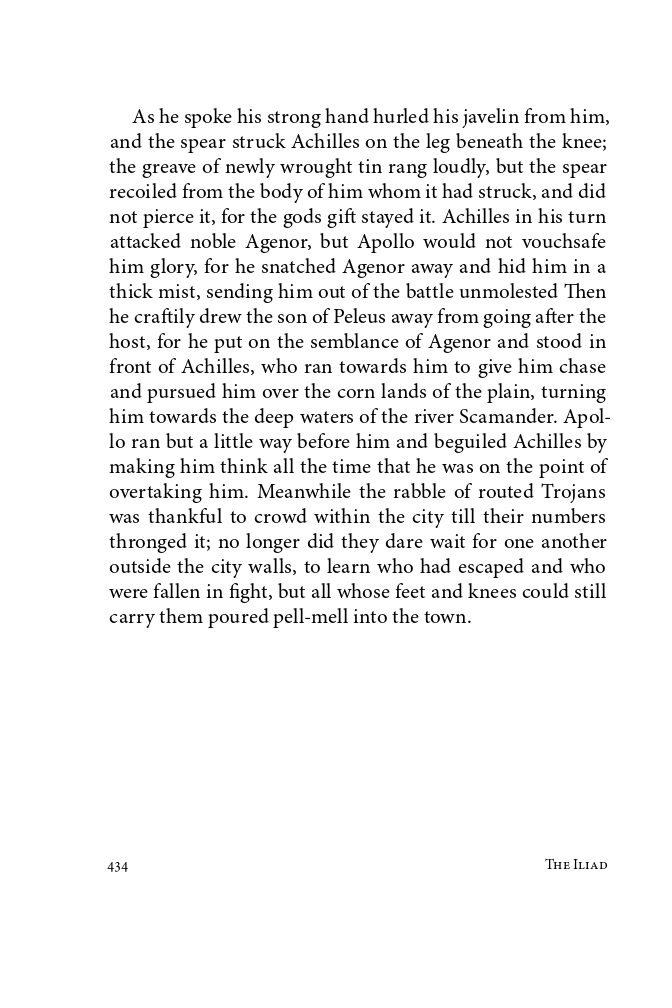 As he spoke his strong hand hurled his javelin from him,
and the spear struck Achilles on the leg beneath the knee;
the greave of newly wrought tin rang loudly, but the spear
recoiled from the body of him whom it had struck, and did
not pierce it, for the gods gift stayed it. Achilles in his turn
attacked noble Agenor, but Apollo would not vouchsafe
him glory, for he snatched Agenor away and hid him in a
thick mist, sending him out of the battle unmolested Then
he craftily drew the son of Peleus away from going after the
host, for he put on the semblance of Agenor and stood in
front of Achilles, who ran towards him to give him chase
and pursued him over the corn lands of the plain, turning
him towards the deep waters of the river Scamander. Apol-
lo ran but a little way before him and beguiled Achilles by
making him think all the time that he was on the point of
overtaking him. Meanwhile the rabble of routed Trojans
was thankful to crowd within the city till their numbers
thronged it; no longer did they dare wait for one another
outside the city walls, to learn who had escaped and who
were fallen in fight, but all whose feet and knees could still
carry them poured pell-mell into the town.
434
The Iliad